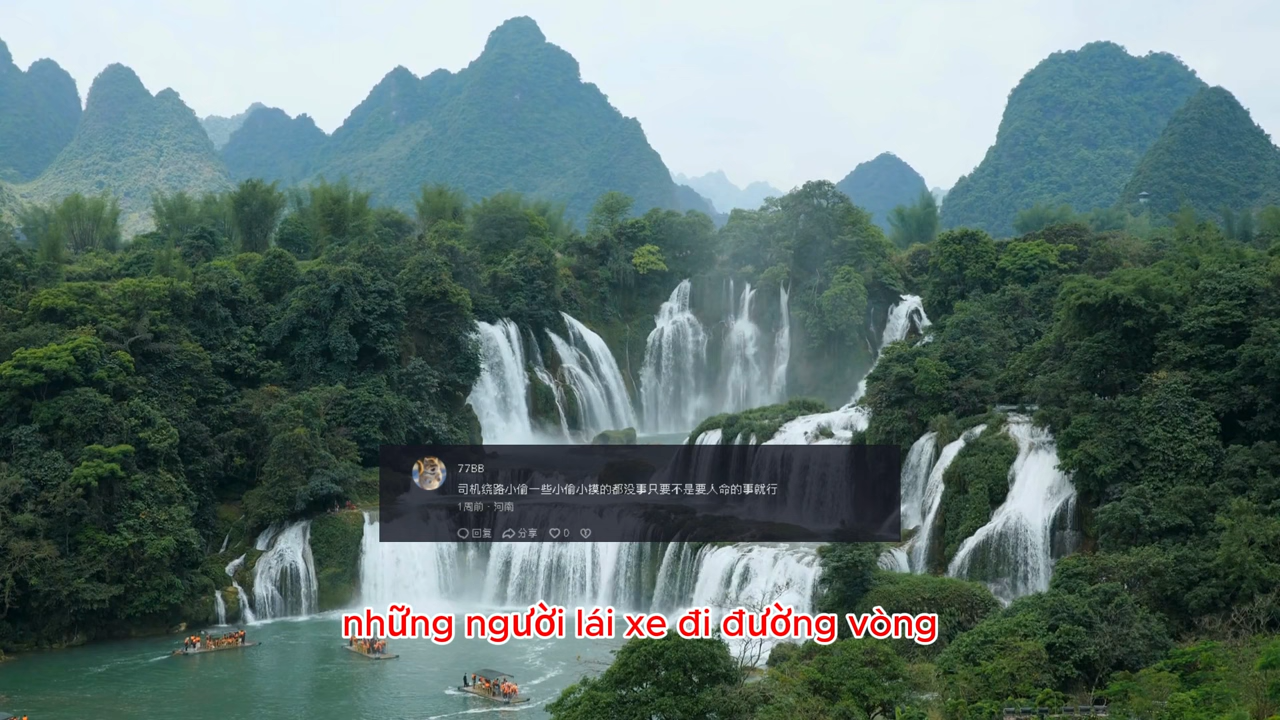 77BB
司机绕路小偷一些小偷小摸的都没事只要不是要人命的事就行
1周前 · 河南
回复 分享 0
những người lái xe đi đường vòng